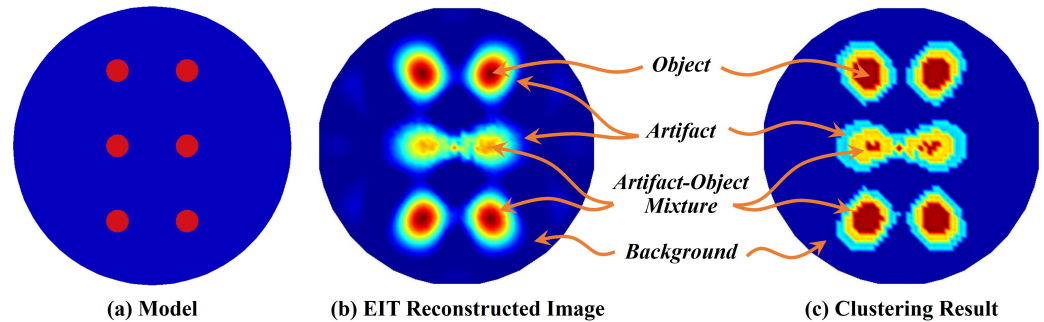 Object
Artifact
Artifact-Object
Mixture
Background
(a) Model
(b) EIT Reconstructed Image
(c) Clustering Result